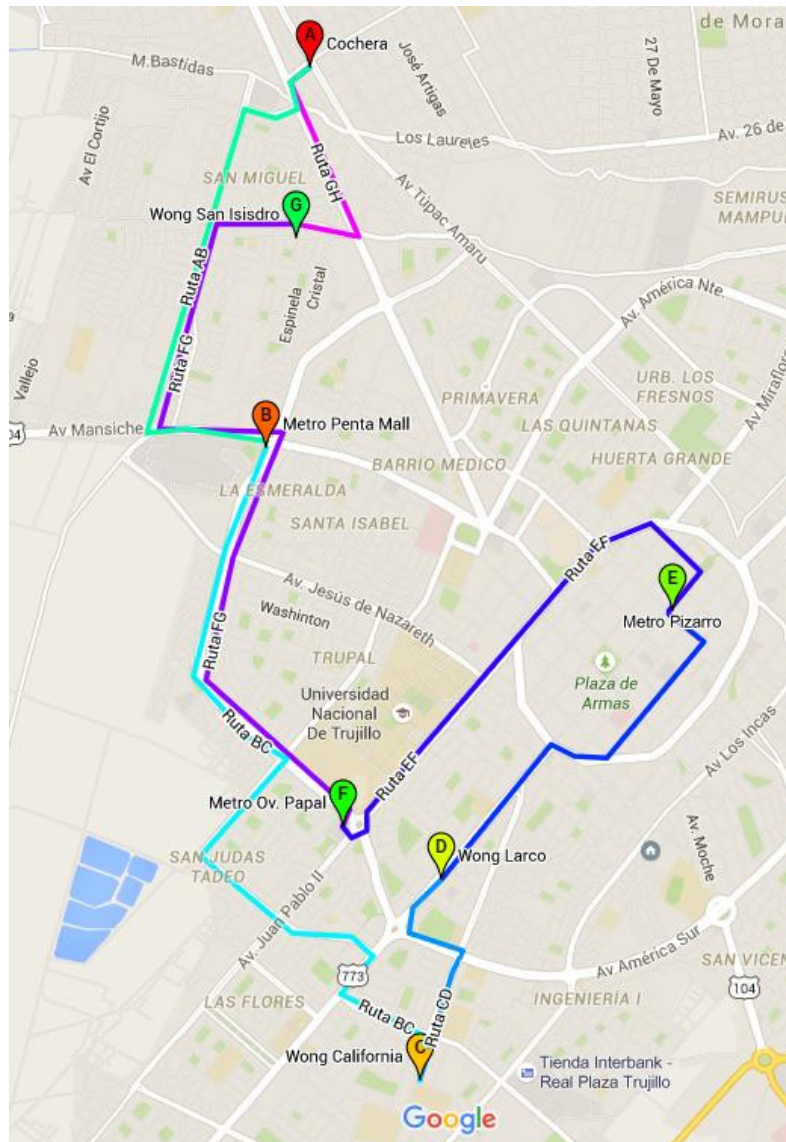 de Mora
A
Cochera
José Artigas
27 De Mayo
M.Bastidas
Av El Cortijo
Los Laureles
Av. 26 de
SAN MIGUEL
Ruta GH
Av Túpac Amaru
SEMIRUS
MAMPUE
G
Wong San Isisdro
Ruta AB
Espinela
Cristal
Av. América Nte.
Vallejo
Ruta FG
URB. LOS
FRESNOS
Av Miraflores
PRIMAVERA
B
Metro Penta Mall
04
Av Mansiche
LAS QUINTANAS
HUERTA GRANDE
BARRIO MEDICO
LA ESMERALDA
SANTA ISABEL
Ruta EF
E
Av. Jesús de Nazareth
Washinton
Metro Pizarro
Ruta FG
TRUPAL
Plaza de
Armas
Universidad
Nacional
De Trujillo
Ruta BC
Av Los Incas
Ruta EF
F
Metro Ov. Papal
D
Wong Larco
SAN JUDAS
TADEO
Av. Moche
Av. Juan Pablo II
Av América Sur
SAN VICEN
773
104
LAS FLORES
INGENIERÍA I
Ruta BC
Ruta CD
C
Wong California
Tienda Interbank -
Real Plaza Trujillo
Google